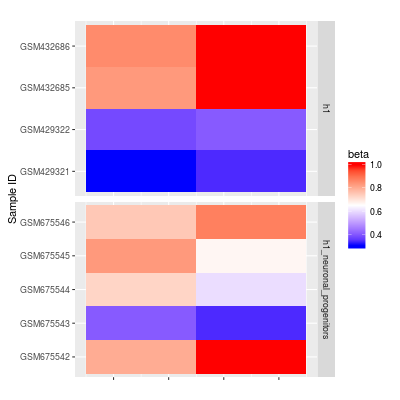 GSM432686
GSM432685
GSM429322
GSM429321
h1
GSM675546
GSM675545
GSM675544
GSM675543
GSM675542
h1_neuronal_progenitors
Sample ID
beta
1.0
0.8
0.6
0.4